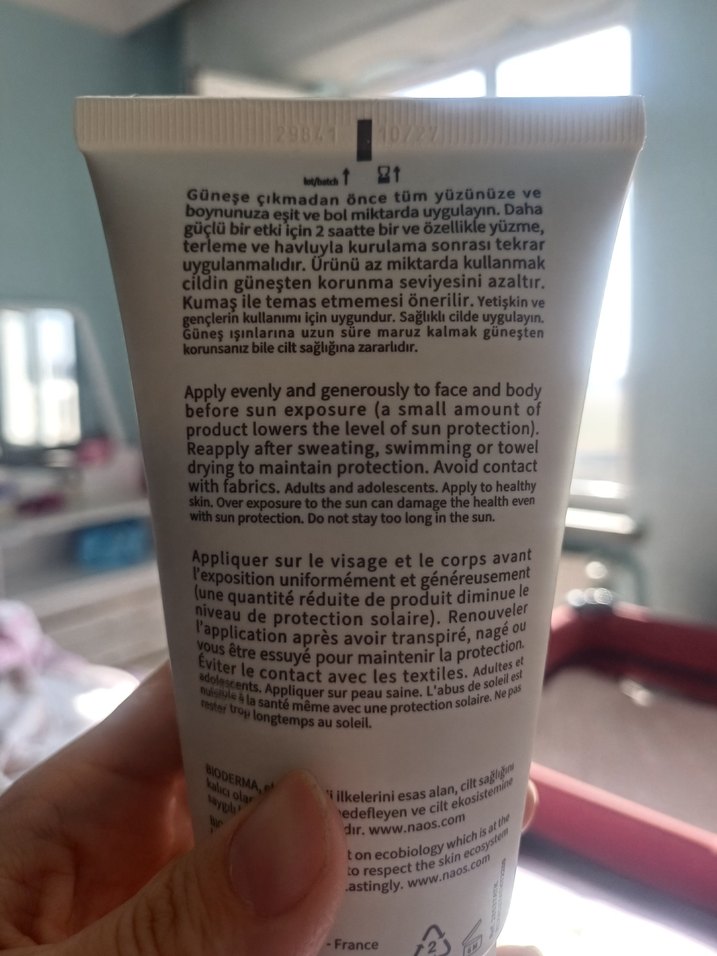 29841 10/27
lot/batch
Güneşe çıkmadan önce tüm yüzünüze ve
boynunuza eşit ve bol miktarda uygulayın. Daha
güçlü bir etki için 2 saatte bir ve özellikle yüzme,
terleme ve havluyla kurulama sonrası tekrar
uygulanmalıdır. Ürünü az miktarda kullanmak
cildin güneşten korunma seviyesini azaltır.
Kumaş ile temas etmemesi önerilir. Yetişkin ve
gençlerin kullanımı için uygundur. Sağlıklı cilde uygulayın.
Güneş ışınlarına uzun süre maruz kalmak güneşten
korunsanız bile cilt sağlığına zararlıdır.
Apply evenly and generously to face and body
before sun exposure (a small amount of
product lowers the level of sun protection).
Reapply after sweating, swimming or towel
drying to maintain protection. Avoid contact
with fabrics. Adults and adolescents. Apply to healthy
skin. Over exposure to the sun can damage the health even
with sun protection. Do not stay too long in the sun.
Appliquer sur le visage et le corps avant
l'exposition uniformément et généreusement
(une quantité réduite de produit diminue le
niveau de protection solaire). Renouveler
l'application après avoir transpiré, nagé ou
vous être essuyé pour maintenir la protection.
Éviter le contact avec les textiles. Adultes et
adolescents. Appliquer sur peau saine. L'abus de soleil est
nuisible à la santé même avec une protection solaire. Ne pas
rester trop longtemps au soleil.
BIODERMA, ilkelerini esas alan, cilt sağlığını
kalıcı hedefleyen ve cilt ekosistemine
saygılı www.naos.com
on ecobiology which is at the
to respect the skin ecosystem
www.naos.com
- France
2
6 M